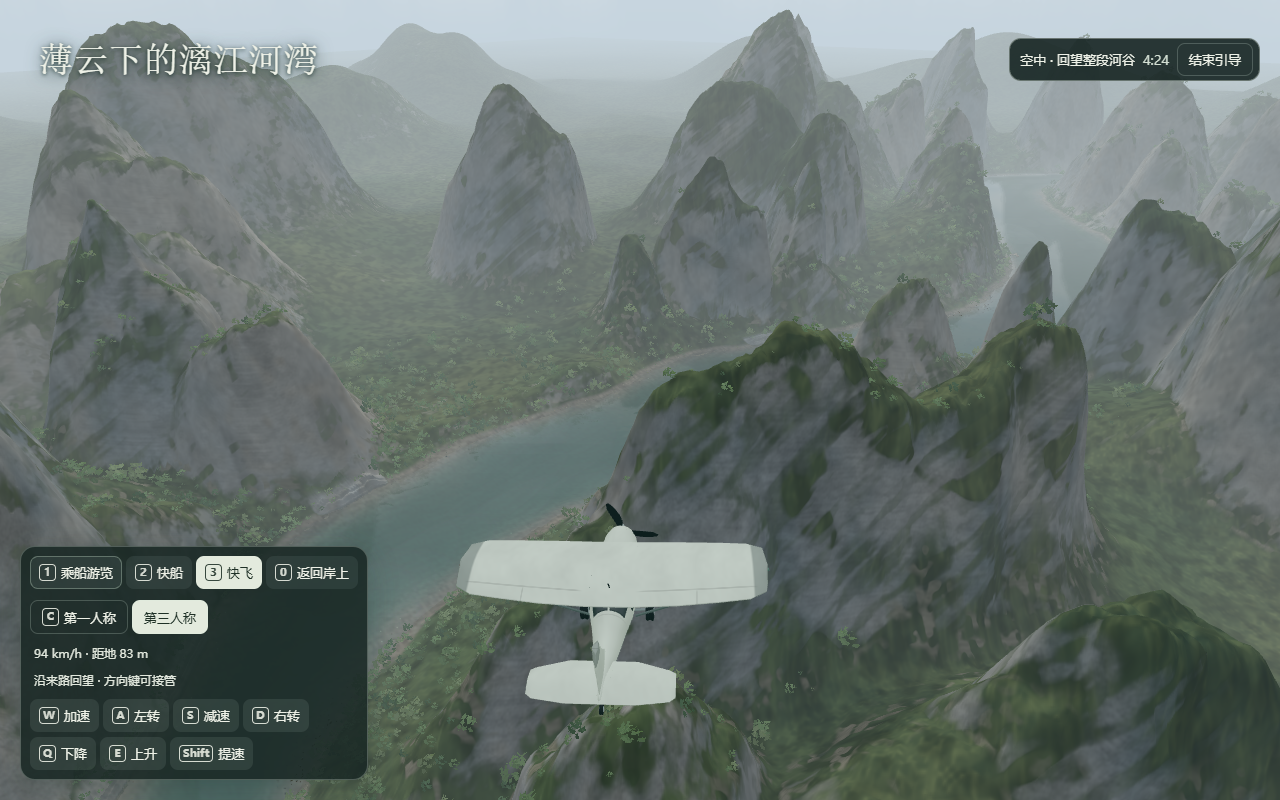 薄云下的漓江河湾
空中 · 回望整段河谷 4:24 结束引导
1 乘船游览 2 快船 3 快飞 0 返回岸上
C 第一人称 第三人称
94 km/h · 距地 83 m
沿来路回望 · 方向键可接管
W 加速 A 左转 S 减速 D 右转
Q 下降 E 上升 Shift 提速